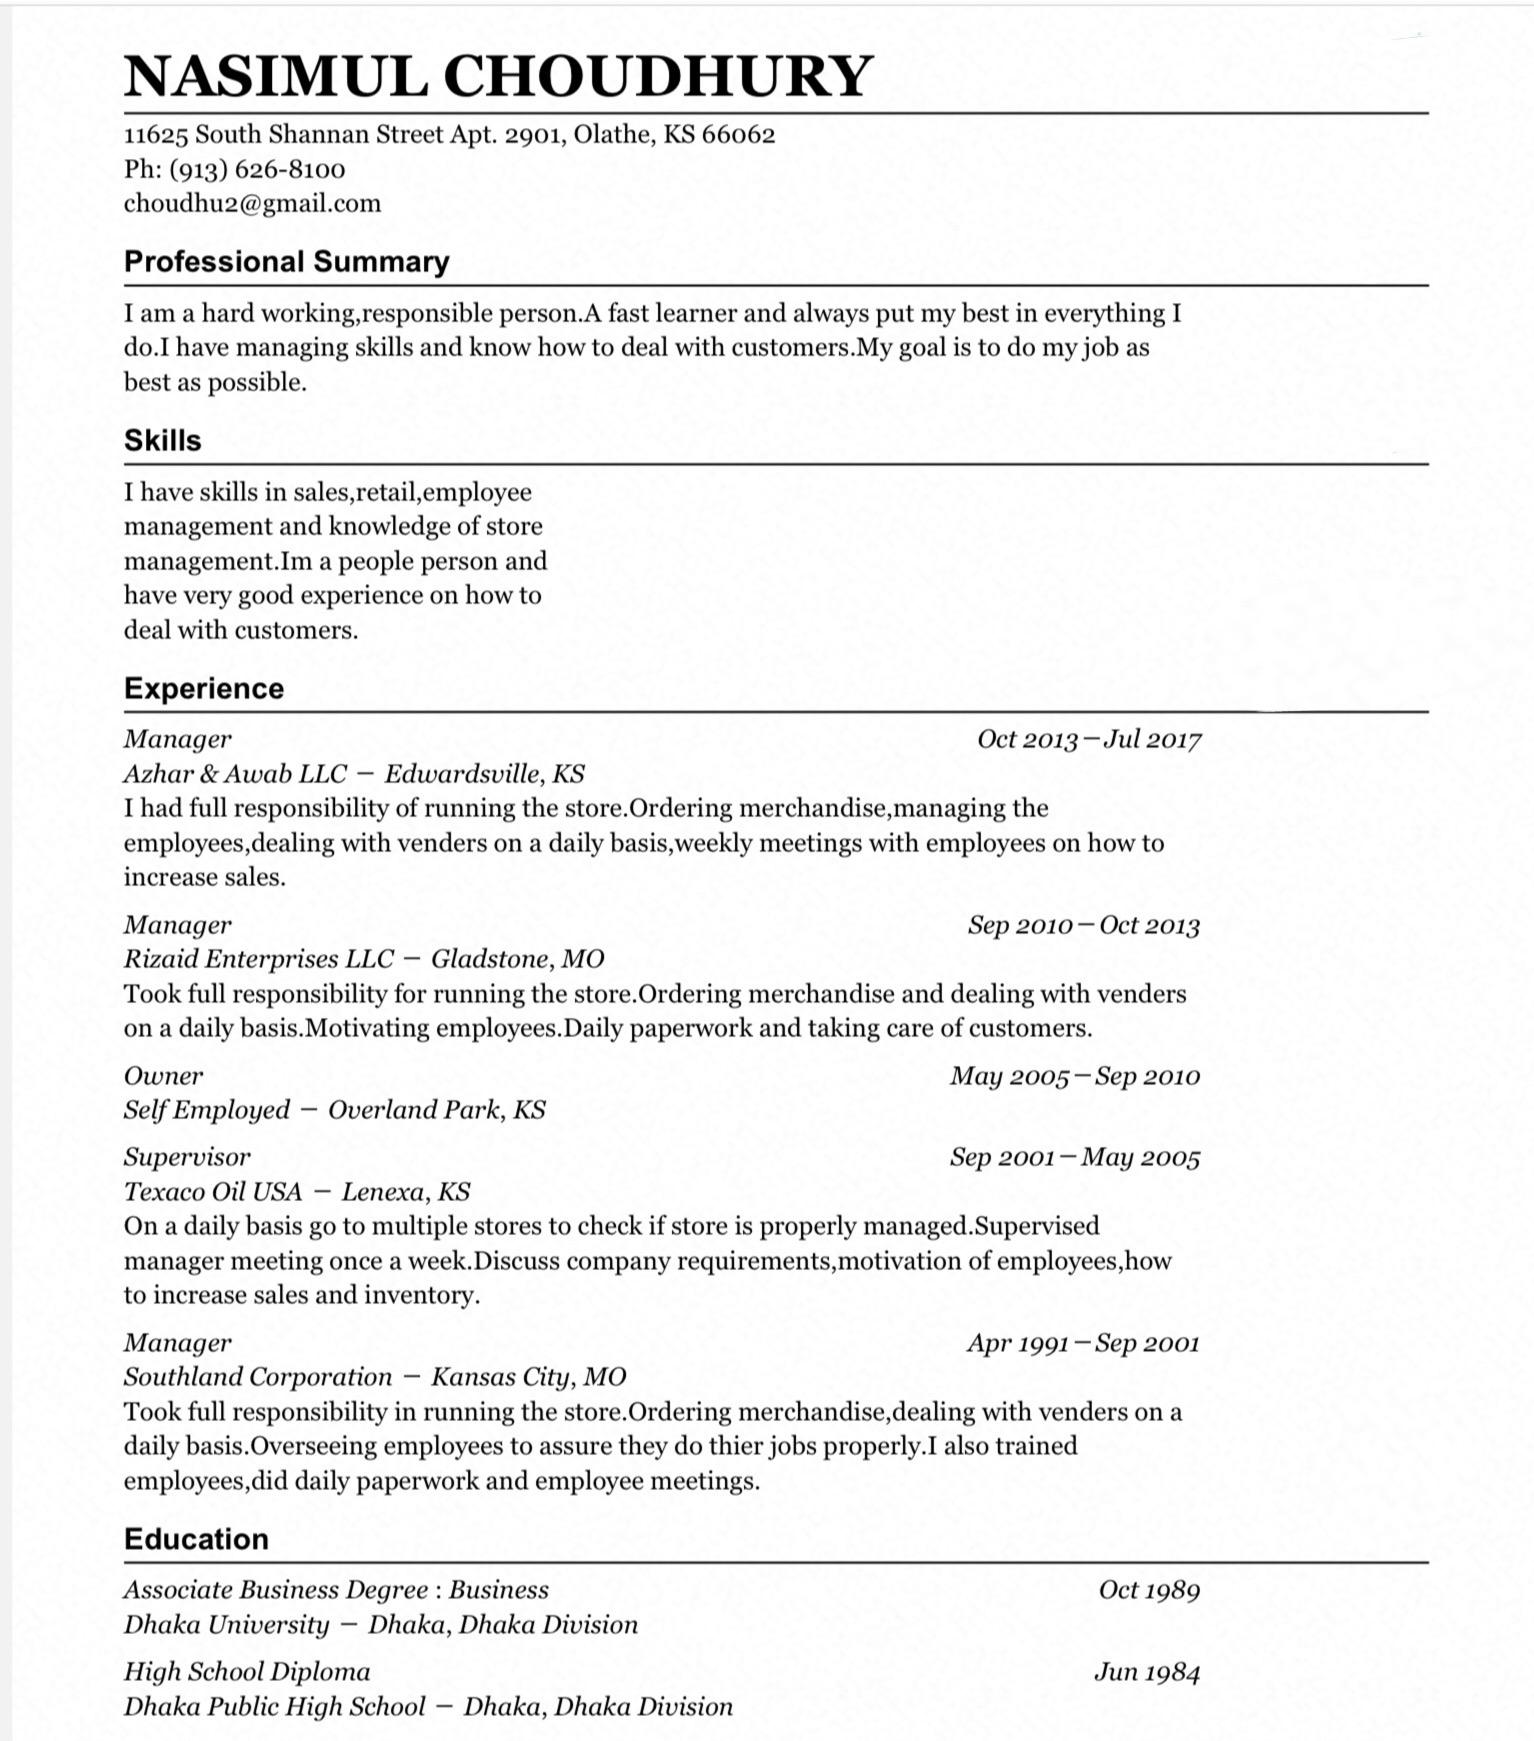 NASIMUL CHOUDHURY
11625 South Shannan Street Apt. 2901, Olathe, KS 66062
Ph: (913) 626-8100
choudhu2@gmail.com
Professional Summary
I am a hard working,responsible person.A fast learner and always put my best in everything I
do.I have managing skills and know how to deal with customers.My goal is to do my job as
best as possible.
Skills
I have skills in sales,retail,employee
management and knowledge of store
management.Im a people person and
have very good experience on how to
deal with customers.
Experience
Manager Oct 2013 — Jul 2017
Azhar & Awab LLC — Edwardsville, KS
I had full responsibility of running the store.Ordering merchandise,managing the
employees,dealing with venders on a daily basis,weekly meetings with employees on how to
increase sales.
Manager Sep 2010 — Oct 2013
Rizaid Enterprises LLC — Gladstone, MO
Took full responsibility for running the store.Ordering merchandise and dealing with venders
on a daily basis.Motivating employees.Daily paperwork and taking care of customers.
Owner May 2005 — Sep 2010
Self Employed — Overland Park, KS
Supervisor Sep 2001 — May 2005
Texaco Oil USA — Lenexa, KS
On a daily basis go to multiple stores to check if store is properly managed.Supervised
manager meeting once a week.Discuss company requirements,motivation of employees,how
to increase sales and inventory.
Manager Apr 1991 — Sep 2001
Southland Corporation — Kansas City, MO
Took full responsibility in running the store.Ordering merchandise,dealing with venders on a
daily basis.Overseeing employees to assure they do thier jobs properly.I also trained
employees,did daily paperwork and employee meetings.
Education
Associate Business Degree : Business Oct 1989
Dhaka University — Dhaka, Dhaka Division
High School Diploma Jun 1984
Dhaka Public High School — Dhaka, Dhaka Division